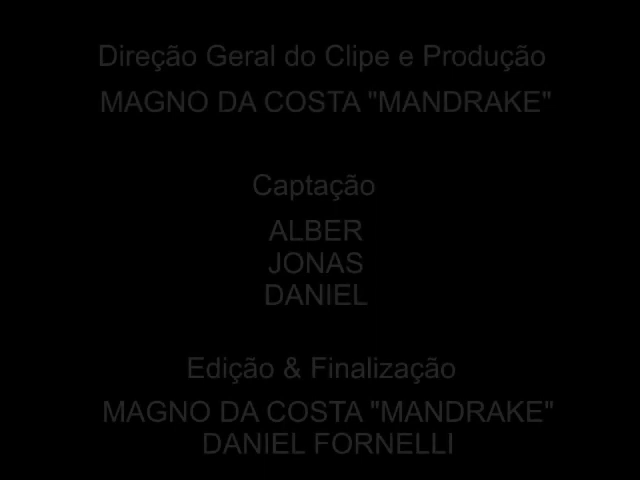 Direção Geral do Clipe e Produção
MAGNO DA COSTA "MANDRAKE"
Captação
ALBER
JONAS
DANIEL
Edição & Finalização
MAGNO DA COSTA "MANDRAKE"
DANIEL FORNELLI